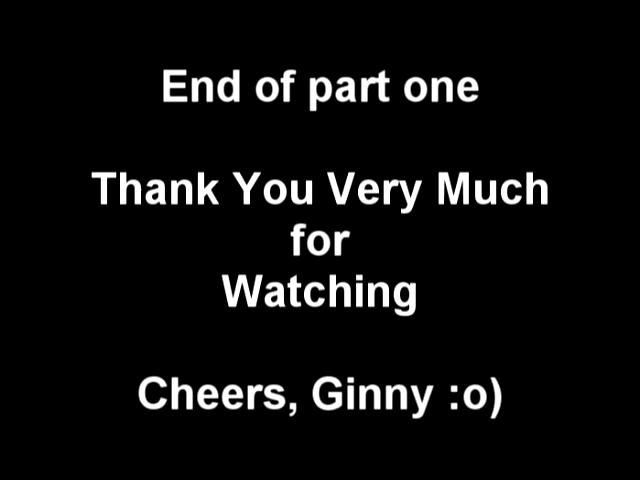 End of part one
Thank You Very Much
for
Watching
Cheers, Ginny :o)